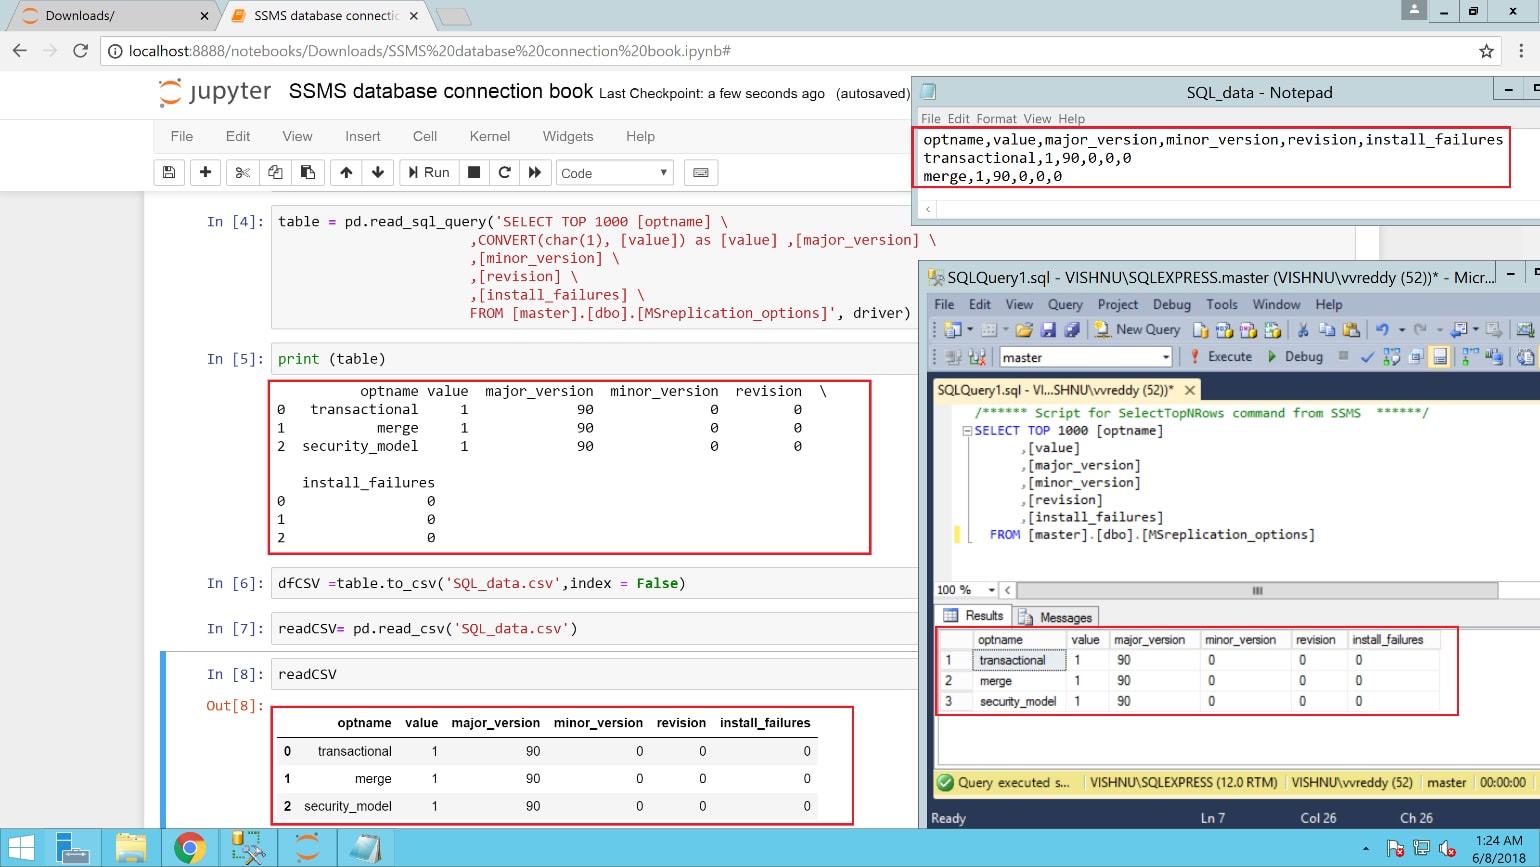 Downloads/
SSMS database connectic
localhost:8888/notebooks/Downloads/SSMS%20database%20connection%20book.ipynb#
jupyter SSMS database connection book Last Checkpoint: a few seconds ago (autosaved)
File Edit View Insert Cell Kernel Widgets Help
Run
Code
In [4]: table = pd.read_sql_query('SELECT TOP 1000 [optname] \
,CONVERT(char(1), [value]) as [value] ,[major_version] \
,[minor_version] \
,[revision] \
,[install_failures] \
FROM [master].[dbo].[MSreplication_options]', driver)
In [5]: print (table)
optname value major_version minor_version revision \
0 transactional 1 90 0 0
1 merge 1 90 0 0
2 security_model 1 90 0 0
install_failures
0 0
1 0
2 0
In [6]: dfCSV =table.to_csv('SQL_data.csv',index = False)
In [7]: readCSV= pd.read_csv('SQL_data.csv')
In [8]: readCSV
Out[8]:
optname value major_version minor_version revision install_failures
0 transactional 1 90 0 0 0
1 merge 1 90 0 0 0
2 security_model 1 90 0 0 0
SQL_data - Notepad
File Edit Format View Help
optname,value,major_version,minor_version,revision,install_failures
transactional,1,90,0,0,0
merge,1,90,0,0,0
SQLQuery1.sql - VISHNU\SQLEXPRESS.master (VISHNU\vvreddy (52))* - Micr...
File Edit View Query Project Debug Tools Window Help
New Query
master
Execute Debug
SQLQuery1.sql - VI...SHNU\vvreddy (52))*
/****** Script for SelectTopNRows command from SSMS ******/
SELECT TOP 1000 [optname]
,[value]
,[major_version]
,[minor_version]
,[revision]
,[install_failures]
FROM [master].[dbo].[MSreplication_options]
100 %
Results Messages
optname value major_version minor_version revision install_failures
1 transactional 1 90 0 0 0
2 merge 1 90 0 0 0
3 security_model 1 90 0 0 0
Query executed s... VISHNU\SQLEXPRESS (12.0 RTM) VISHNU\vvreddy (52) master 00:00:00
Ready Ln 7 Col 26 Ch 26
1:24 AM
6/8/2018